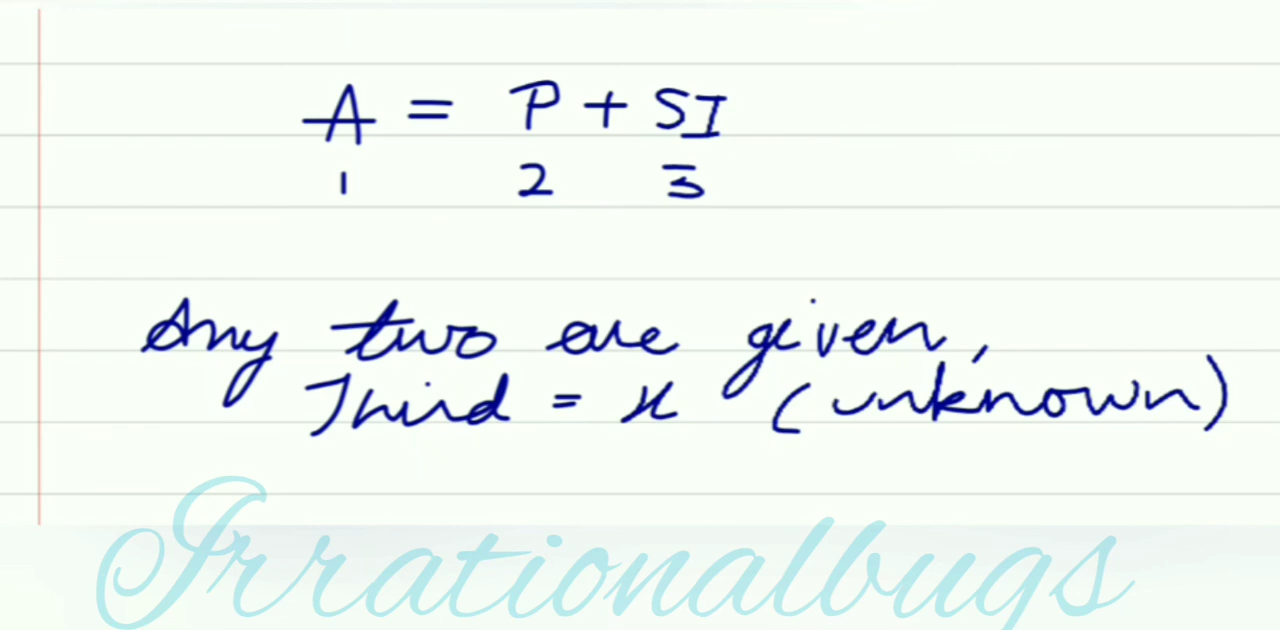 A = P + SI
1 2 3
Any two are given,
Third = x (unknown)
Irrationalbugs